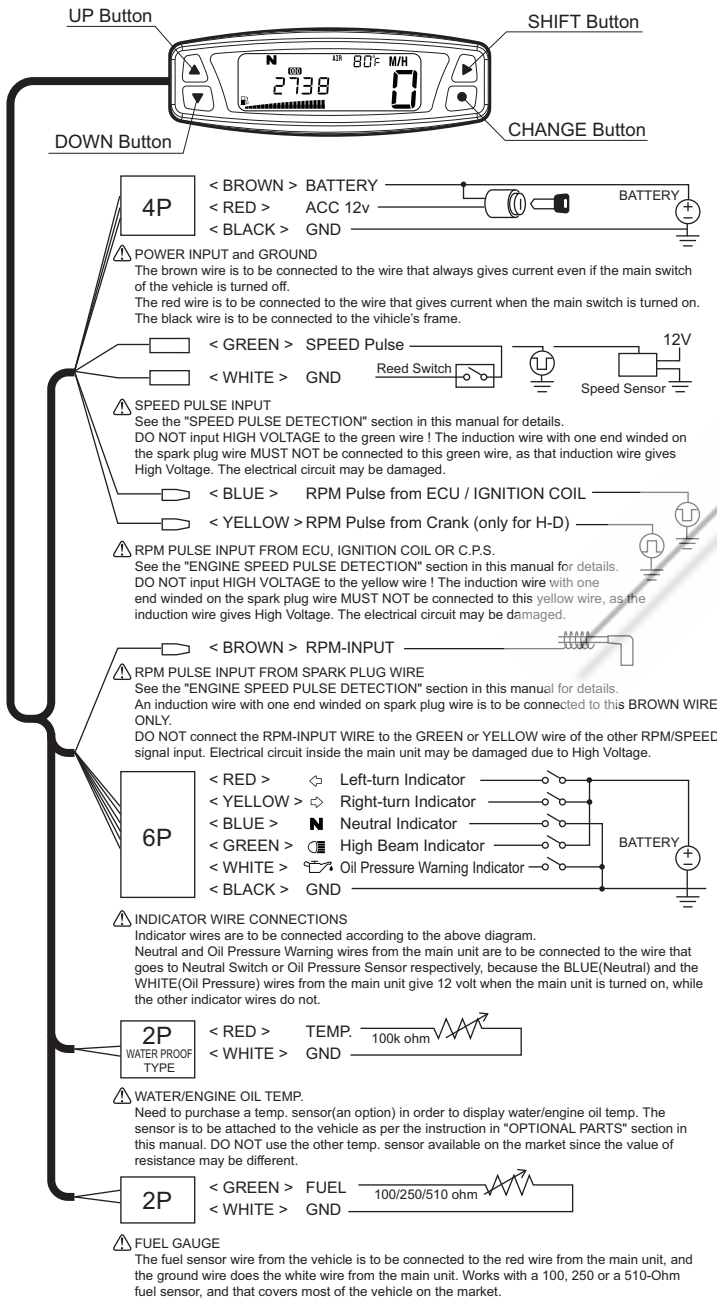 UP Button
SHIFT Button
N AIR 80°F M/H
ODO
2738 0
DOWN Button
CHANGE Button
4P
< BROWN > BATTERY
< RED > ACC 12v
< BLACK > GND
BATTERY
POWER INPUT and GROUND
The brown wire is to be connected to the wire that always gives current even if the main switch
of the vehicle is turned off.
The red wire is to be connected to the wire that gives current when the main switch is turned on.
The black wire is to be connected to the vihicle's frame.
< GREEN > SPEED Pulse
< WHITE > GND
Reed Switch
12V
Speed Sensor
SPEED PULSE INPUT
See the "SPEED PULSE DETECTION" section in this manual for details.
DO NOT input HIGH VOLTAGE to the green wire ! The induction wire with one end winded on
the spark plug wire MUST NOT be connected to this green wire, as that induction wire gives
High Voltage. The electrical circuit may be damaged.
< BLUE > RPM Pulse from ECU / IGNITION COIL
< YELLOW > RPM Pulse from Crank (only for H-D)
RPM PULSE INPUT FROM ECU, IGNITION COIL OR C.P.S.
See the "ENGINE SPEED PULSE DETECTION" section in this manual for details.
DO NOT input HIGH VOLTAGE to the yellow wire ! The induction wire with one
end winded on the spark plug wire MUST NOT be connected to this yellow wire, as the
induction wire gives High Voltage. The electrical circuit may be damaged.
< BROWN > RPM-INPUT
RPM PULSE INPUT FROM SPARK PLUG WIRE
See the "ENGINE SPEED PULSE DETECTION" section in this manual for details.
An induction wire with one end winded on spark plug wire is to be connected to this BROWN WIRE
ONLY.
DO NOT connect the RPM-INPUT WIRE to the GREEN or YELLOW wire of the other RPM/SPEED
signal input. Electrical circuit inside the main unit may be damaged due to High Voltage.
6P
< RED > Left-turn Indicator
< YELLOW > Right-turn Indicator
< BLUE > N Neutral Indicator
< GREEN > High Beam Indicator
< WHITE > Oil Pressure Warning Indicator
< BLACK > GND
BATTERY
INDICATOR WIRE CONNECTIONS
Indicator wires are to be connected according to the above diagram.
Neutral and Oil Pressure Warning wires from the main unit are to be connected to the wire that
goes to Neutral Switch or Oil Pressure Sensor respectively, because the BLUE(Neutral) and the
WHITE(Oil Pressure) wires from the main unit give 12 volt when the main unit is turned on, while
the other indicator wires do not.
2P
WATER PROOF
TYPE
< RED > TEMP.
100k ohm
< WHITE > GND
WATER/ENGINE OIL TEMP.
Need to purchase a temp. sensor(an option) in order to display water/engine oil temp. The
sensor is to be attached to the vehicle as per the instruction in "OPTIONAL PARTS" section in
this manual. DO NOT use the other temp. sensor available on the market since the value of
resistance may be different.
2P
< GREEN > FUEL
100/250/510 ohm
< WHITE > GND
FUEL GAUGE
The fuel sensor wire from the vehicle is to be connected to the red wire from the main unit, and
the ground wire does the white wire from the main unit. Works with a 100, 250 or a 510-Ohm
fuel sensor, and that covers most of the vehicle on the market.